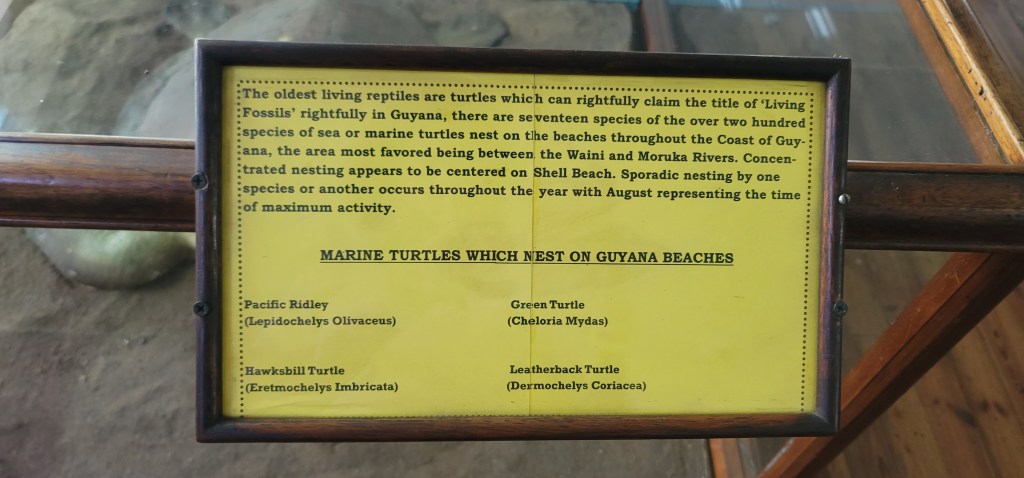 The oldest living reptiles are turtles which can rightfully claim the title of ‘Living
Fossils’ rightfully in Guyana, there are seventeen species of the over two hundred
species of sea or marine turtles nest on the beaches throughout the Coast of Guy-
ana, the area most favored being between the Waini and Moruka Rivers. Concen-
trated nesting appears to be centered on Shell Beach. Sporadic nesting by one
species or another occurs throughout the year with August representing the time
of maximum activity.
MARINE TURTLES WHICH NEST ON GUYANA BEACHES
Pacific Ridley
(Lepidochelys Olivaceus)
Green Turtle
(Cheloria Mydas)
Hawksbill Turtle
(Eretmochelys Imbricata)
Leatherback Turtle
(Dermochelys Coriacea)